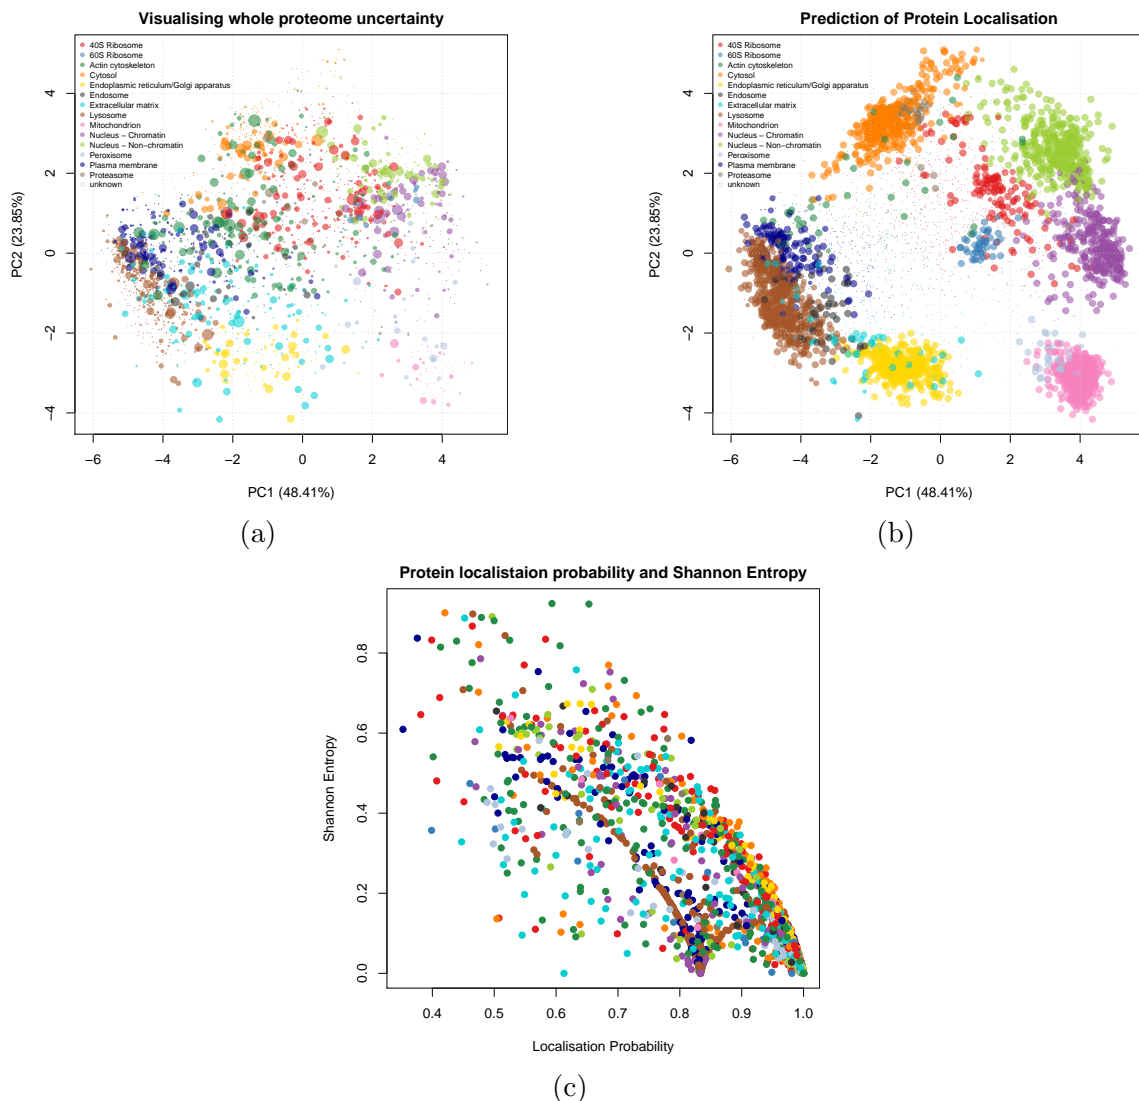 Visualising whole proteome uncertainty
40S Ribosome
60S Ribosome
Actin cytoskeleton
Cytosol
Endoplasmic reticulum/Golgi apparatus
Endosome
Extracellular matrix
Lysosome
Mitochondrion
Nucleus − Chromatin
Nucleus − Non−chromatin
Peroxisome
Plasma membrane
Proteasome
unknown
PC2 (23.85%)
4
2
0
−2
−4
−6
−4
−2
0
2
4
PC1 (48.41%)
(a)
Prediction of Protein Localisation
40S Ribosome
60S Ribosome
Actin cytoskeleton
Cytosol
Endoplasmic reticulum/Golgi apparatus
Endosome
Extracellular matrix
Lysosome
Mitochondrion
Nucleus − Chromatin
Nucleus − Non−chromatin
Peroxisome
Plasma membrane
Proteasome
unknown
PC2 (23.85%)
4
2
0
−2
−4
−6
−4
−2
0
2
4
PC1 (48.41%)
(b)
Protein localistaion probability and Shannon Entropy
Shannon Entropy
0.8
0.6
0.4
0.2
0.0
0.4
0.5
0.6
0.7
0.8
0.9
1.0
Localisation Probability
(c)